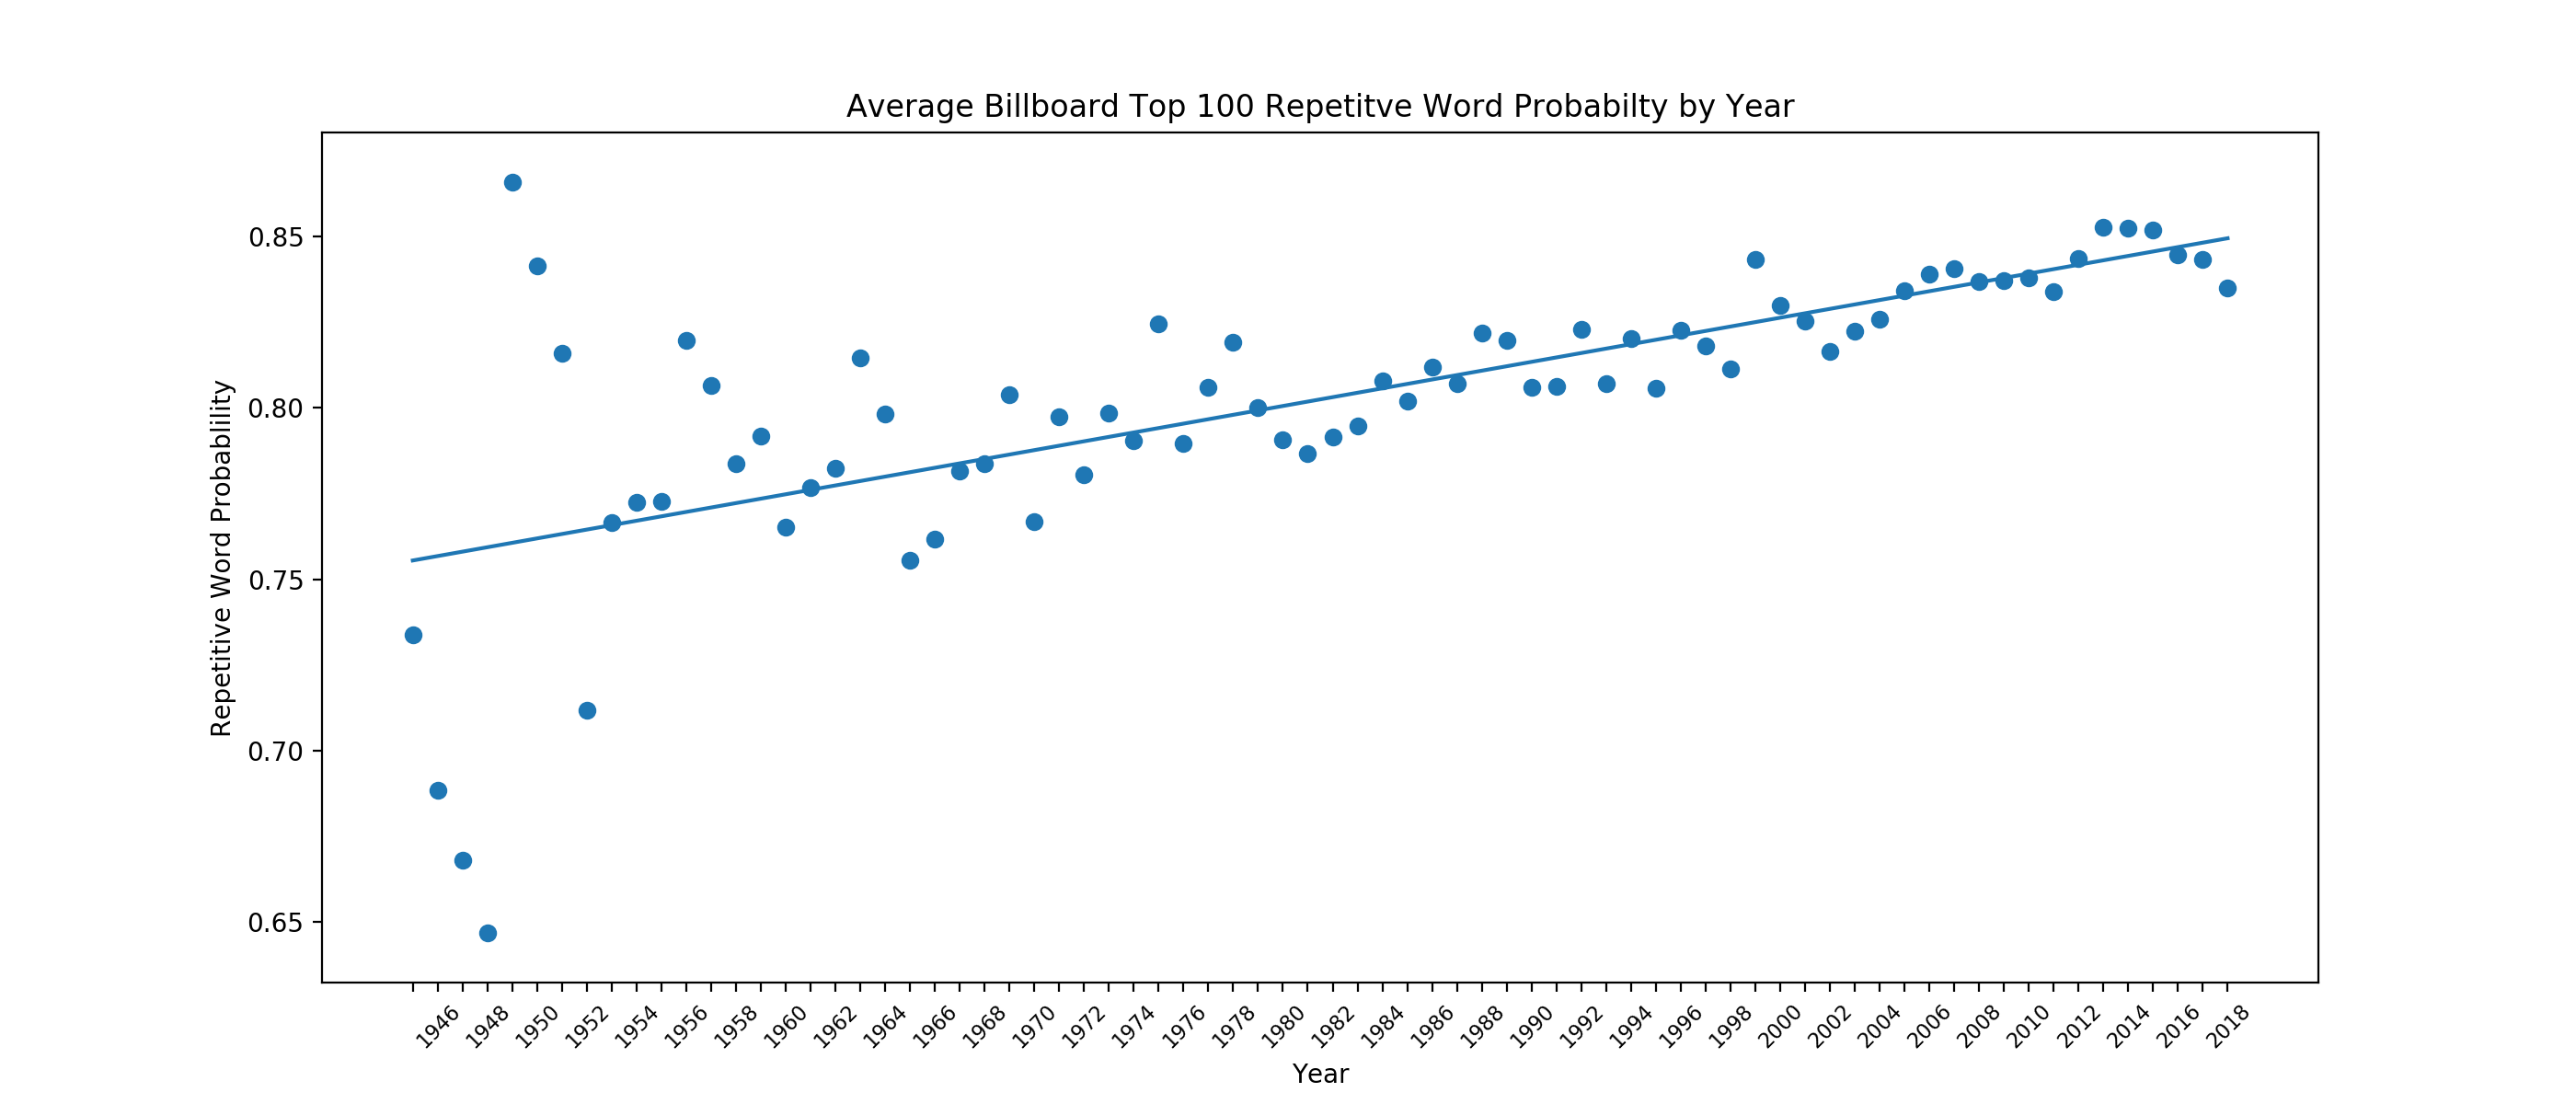 Average Billboard Top 100 Repetitve Word Probabilty by Year
Repetitive Word Probablility
0.85
0.80
0.75
0.70
0.65
1946 1948 1950 1952 1954 1956 1958 1960 1962 1964 1966 1968 1970 1972 1974 1976 1978 1980 1982 1984 1986 1988 1990 1992 1994 1996 1998 2000 2002 2004 2006 2008 2010 2012 2014 2016 2018
Year